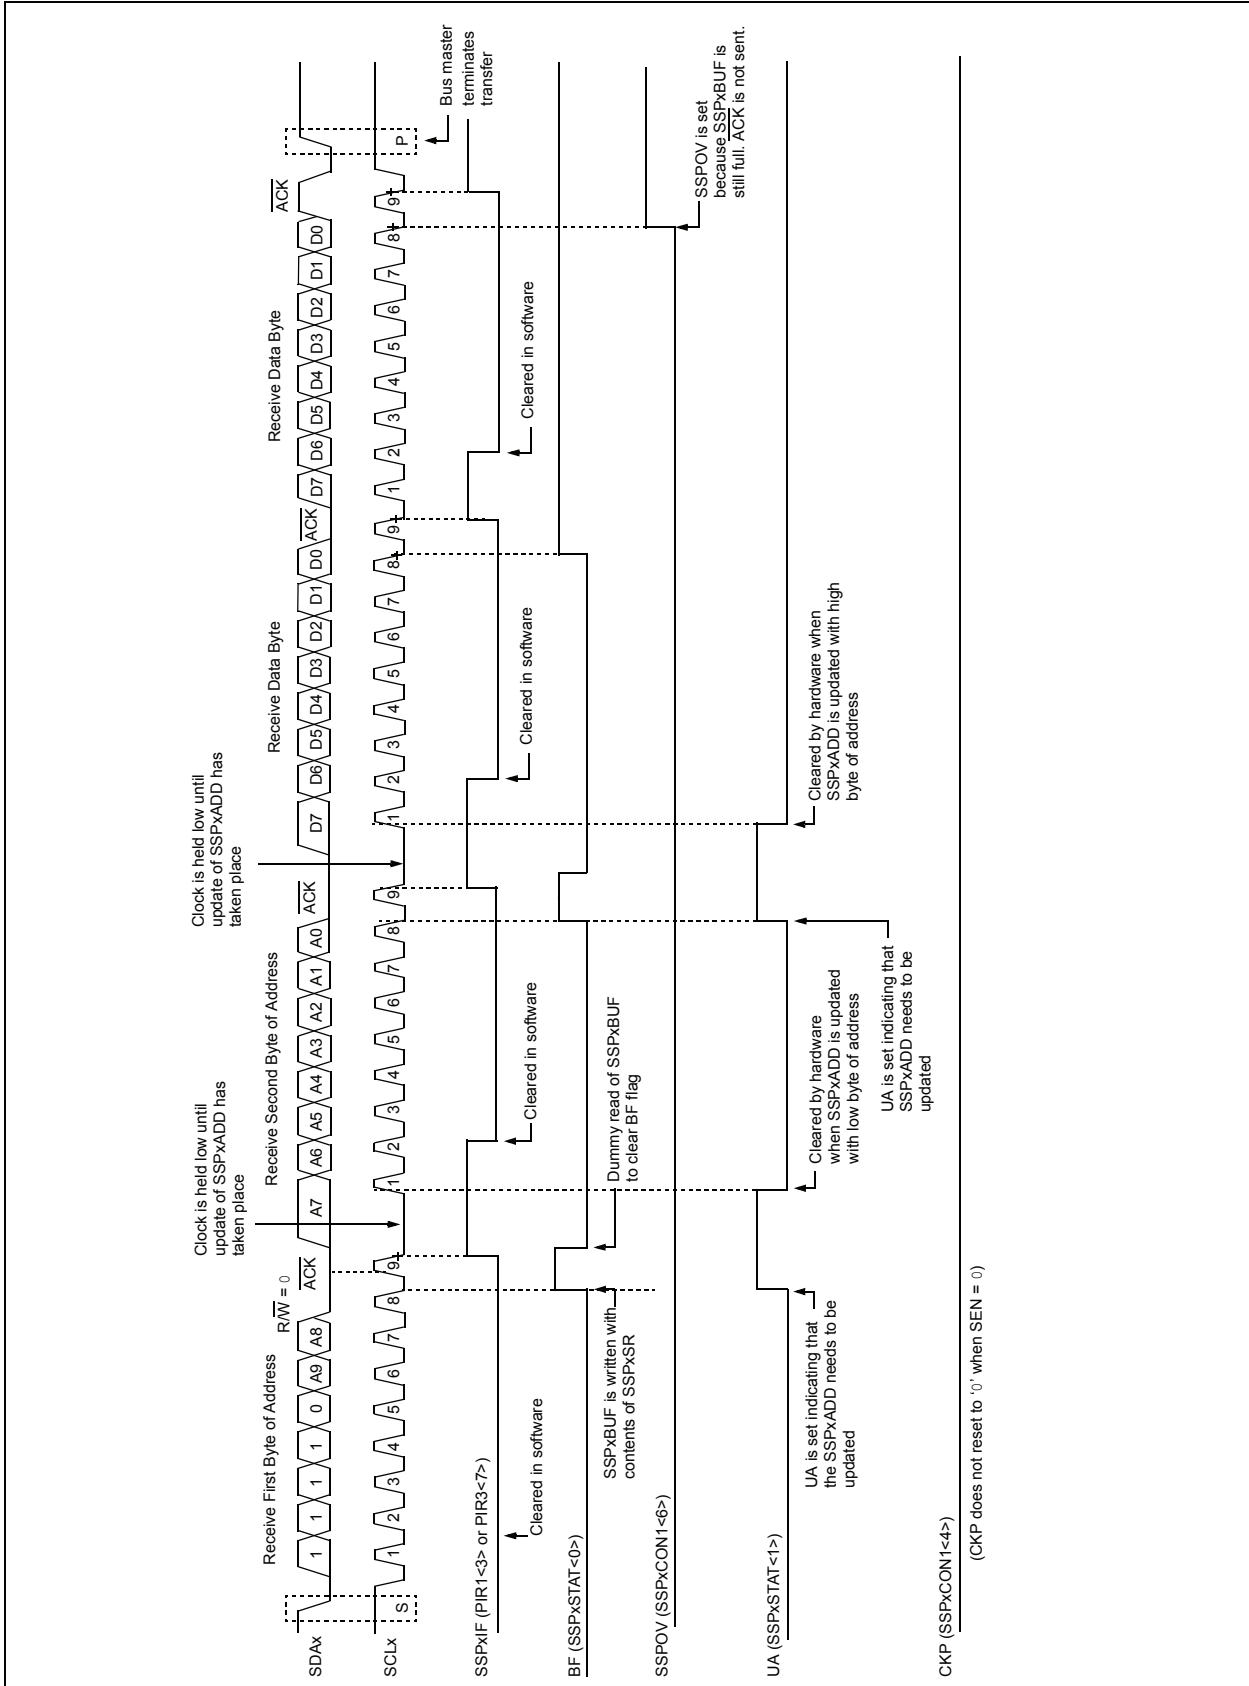 Receive First Byte of Address
R/W = 0
Clock is held low until
update of SSPxADD has
taken place
Receive Second Byte of Address
Clock is held low until
update of SSPxADD has
taken place
Receive Data Byte
Receive Data Byte
SDAx
1 1 1 1 0 A9 A8 ACK A7 A6 A5 A4 A3 A2 A1 A0 ACK D7 D6 D5 D4 D3 D2 D1 D0 ACK D7 D6 D5 D4 D3 D2 D1 D0 ACK
SCLx
S 1 2 3 4 5 6 7 8 9 1 2 3 4 5 6 7 8 9 1 2 3 4 5 6 7 8 9 1 2 3 4 5 6 7 8 9 P
Bus master
terminates
transfer
SSPxIF (PIR1<3> or PIR3<7>)
Cleared in software
Cleared in software
Cleared in software
Cleared in software
BF (SSPxSTAT<0>)
SSPxBUF is written with
contents of SSPxSR
Dummy read of SSPxBUF
to clear BF flag
SSPOV (SSPxCON1<6>)
SSPOV is set
because SSPxBUF is
still full. ACK is not sent.
UA (SSPxSTAT<1>)
UA is set indicating that
the SSPxADD needs to be
updated
Cleared by hardware
when SSPxADD is updated
with low byte of address
UA is set indicating that
SSPxADD needs to be
updated
Cleared by hardware when
SSPxADD is updated with high
byte of address
CKP (SSPxCON1<4>)
(CKP does not reset to ‘0’ when SEN = 0)